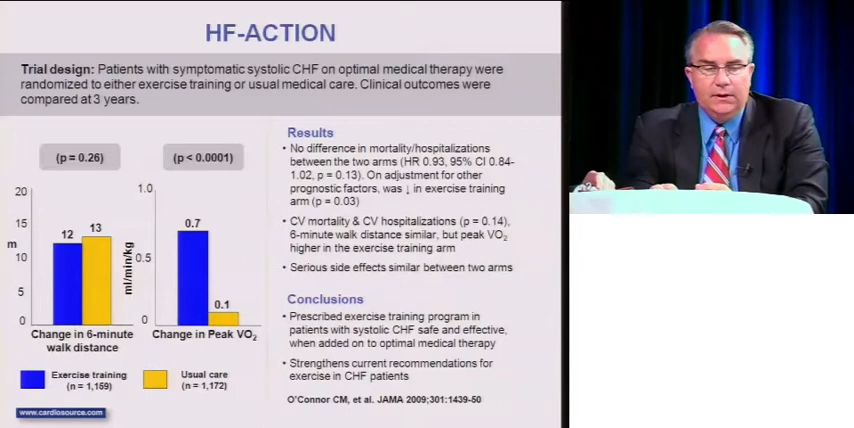 HF-ACTION
Trial design: Patients with symptomatic systolic CHF on optimal medical therapy were
randomized to either exercise training or usual medical care. Clinical outcomes were
compared at 3 years.
(p = 0.26)
(p < 0.0001)
20
15
m
10
5
0
12
13
Change in 6-minute
walk distance
1.0
ml/min/kg
0.5
0
0.7
0.1
Change in Peak VO2
Exercise training
(n = 1,159)
Usual care
(n = 1,172)
www.cardiosource.com
Results
• No difference in mortality/hospitalizations
between the two arms (HR 0.93, 95% CI 0.84-
1.02, p = 0.13). On adjustment for other
prognostic factors, was ↓ in exercise training
arm (p = 0.03)
• CV mortality & CV hospitalizations (p = 0.14),
6-minute walk distance similar, but peak VO2
higher in the exercise training arm
• Serious side effects similar between two arms
Conclusions
• Prescribed exercise training program in
patients with systolic CHF safe and effective,
when added on to optimal medical therapy
• Strengthens current recommendations for
exercise in CHF patients
O'Connor CM, et al. JAMA 2009;301:1439-50